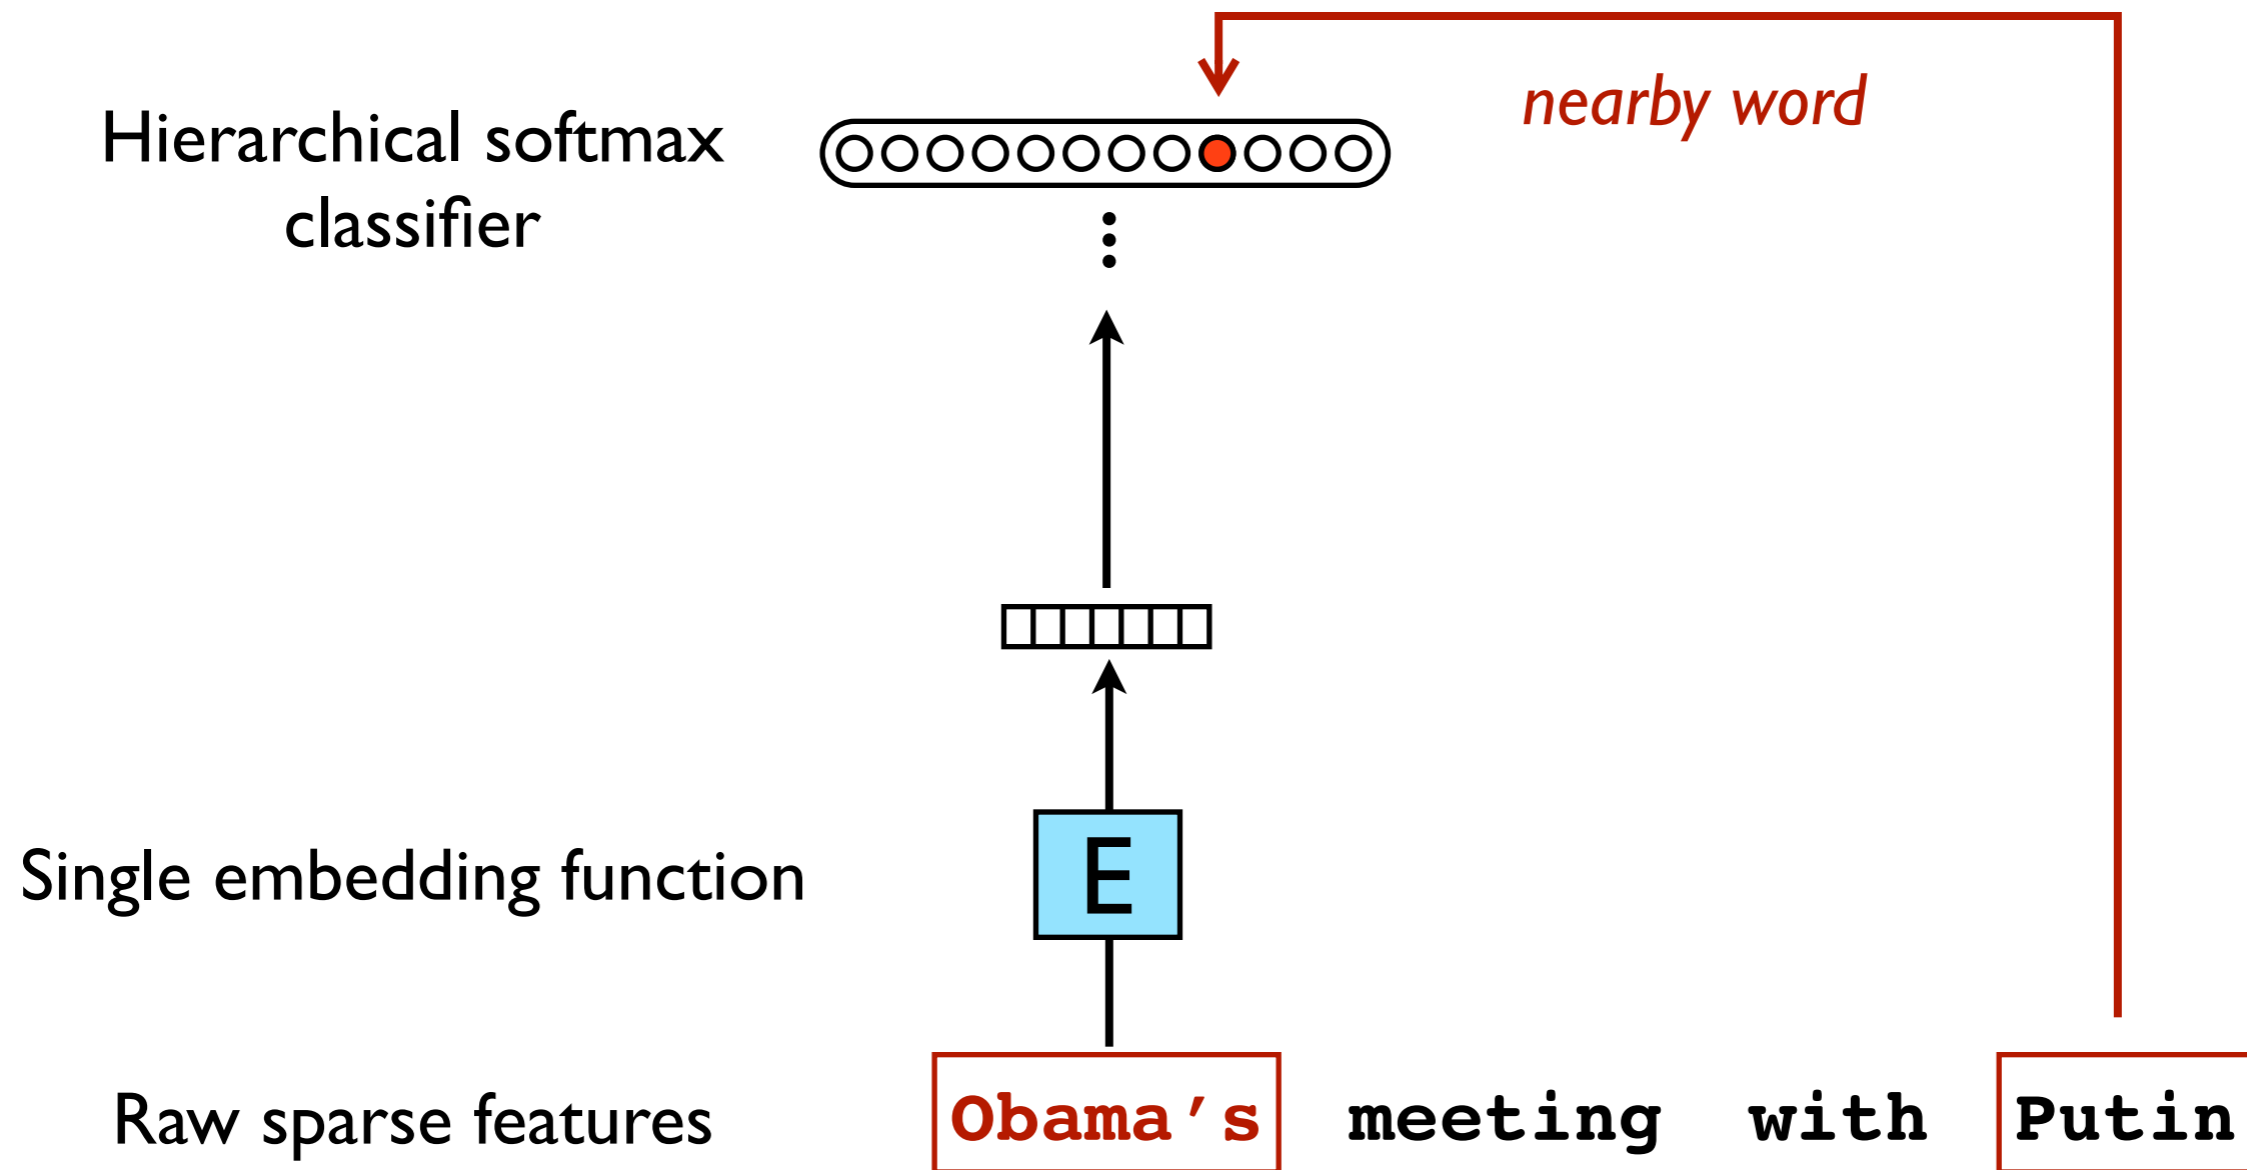 nearby word
Hierarchical softmax
classifier
E
Single embedding function
Raw sparse features
Obama’s meeting with Putin